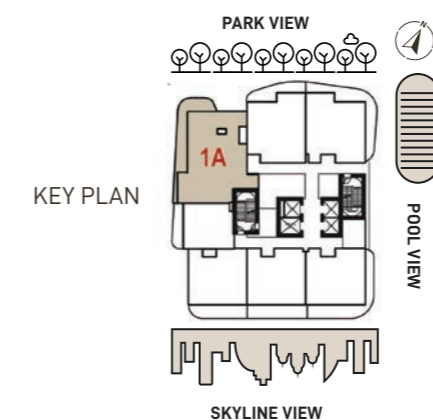 PARK VIEW
1A
KEY PLAN
POOL VIEW
SKYLINE VIEW